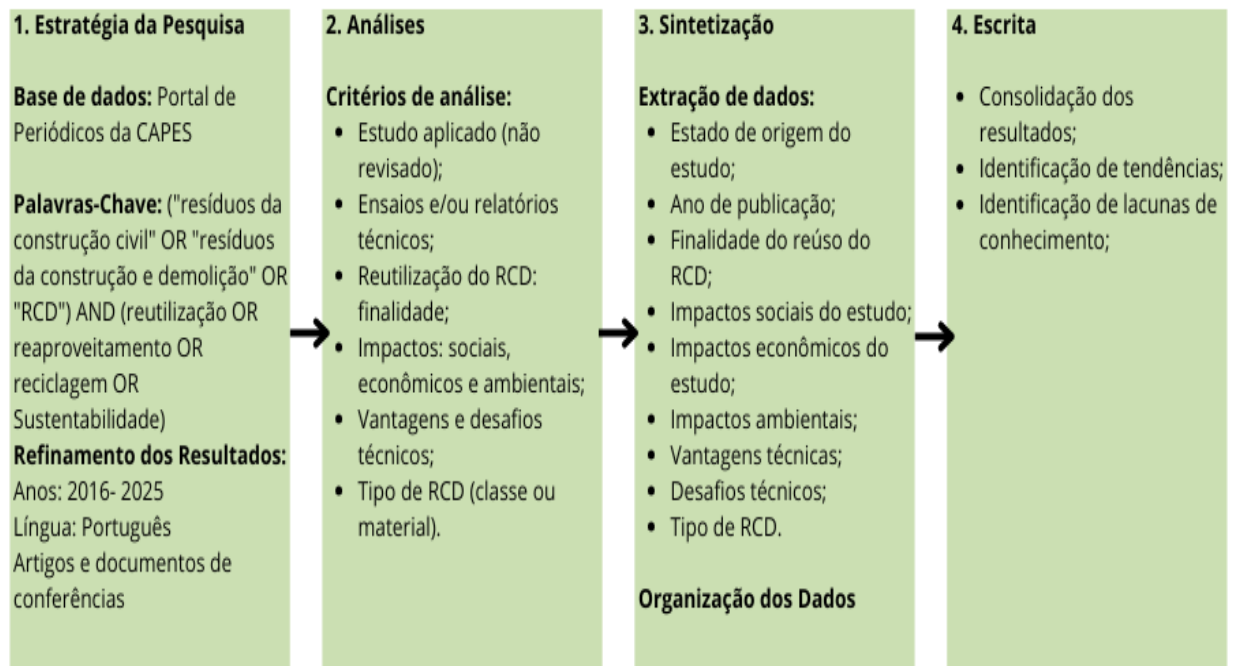 1. Estratégia da Pesquisa
Base de dados: Portal de
Periódicos da CAPES
Palavras-Chave: ("resíduos da
construção civil" OR "resíduos
da construção e demolição" OR
"RCD") AND (reutilização OR
reaproveitamento OR
reciclagem OR
Sustentabilidade)
Refinamento dos Resultados:
Anos: 2016- 2025
Língua: Português
Artigos e documentos de
conferências
2. Análises
Critérios de análise:
• Estudo aplicado (não
revisado);
• Ensaios e/ou relatórios
técnicos;
• Reutilização do RCD:
finalidade;
• Impactos: sociais,
econômicos e ambientais;
• Vantagens e desafios
técnicos;
• Tipo de RCD (classe ou
material).
3. Sintetização
Extração de dados:
• Estado de origem do
estudo;
• Ano de publicação;
• Finalidade do reúso do
RCD;
• Impactos sociais do estudo;
• Impactos econômicos do
estudo;
• Impactos ambientais;
• Vantagens técnicas;
• Desafios técnicos;
• Tipo de RCD.
Organização dos Dados
4. Escrita
• Consolidação dos
resultados;
• Identificação de tendências;
• Identificação de lacunas de
conhecimento;